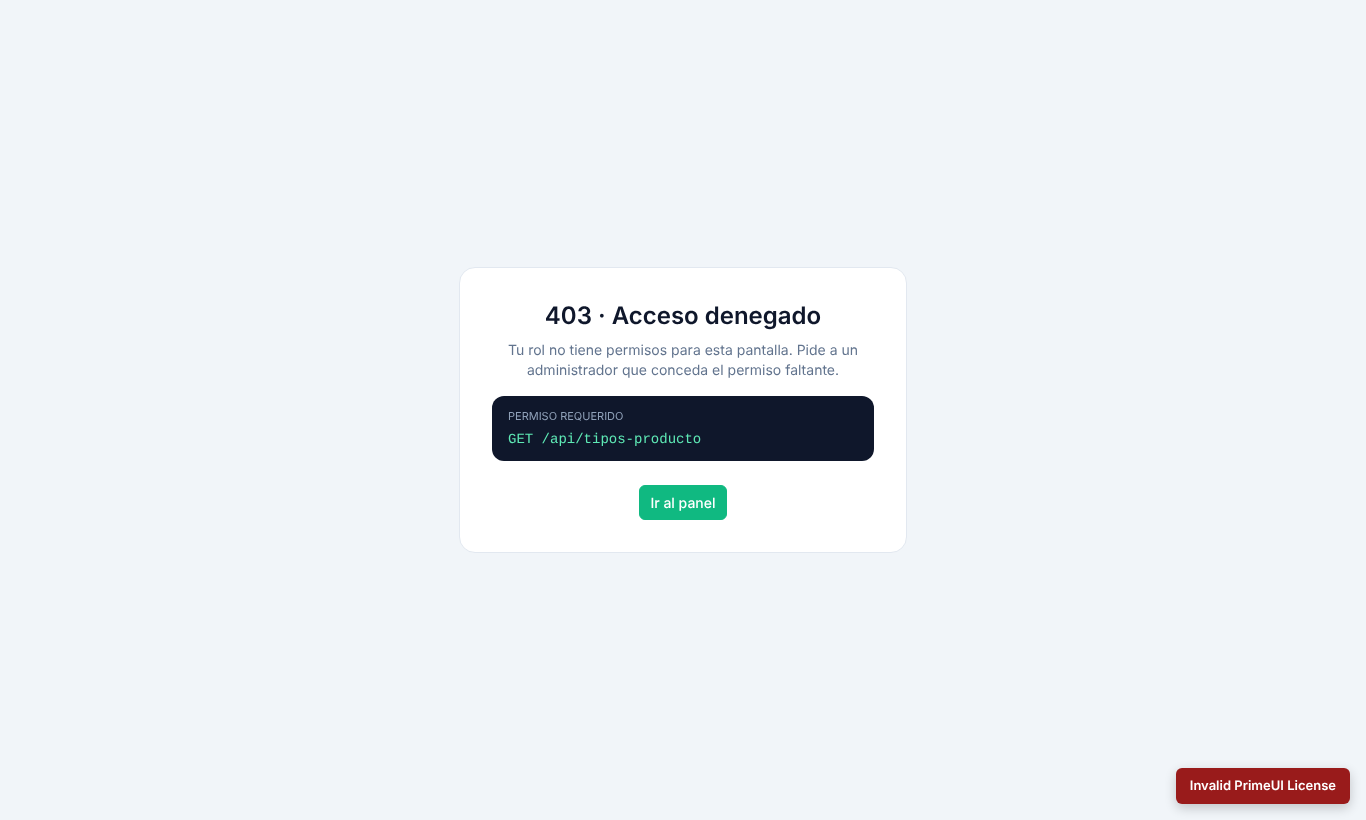 403 · Acceso denegado
Tu rol no tiene permisos para esta pantalla. Pide a un
administrador que conceda el permiso faltante.
PERMISO REQUERIDO
GET /api/tipos-producto
Ir al panel
Invalid PrimeUI License